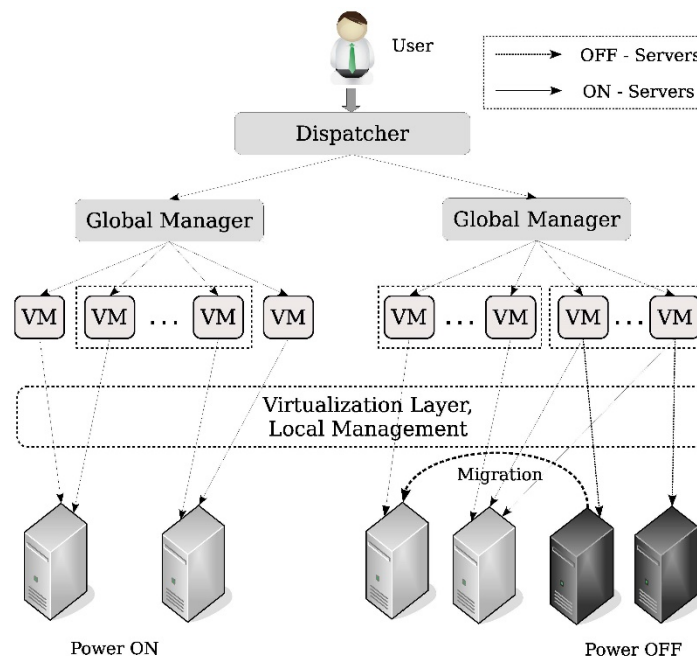 User
OFF - Servers
ON - Servers
Dispatcher
Global Manager
Global Manager
VM
VM
. . .
VM
VM
VM
. . .
VM
VM
. . .
VM
Virtualization Layer,
Local Management
Migration
Power ON
Power OFF